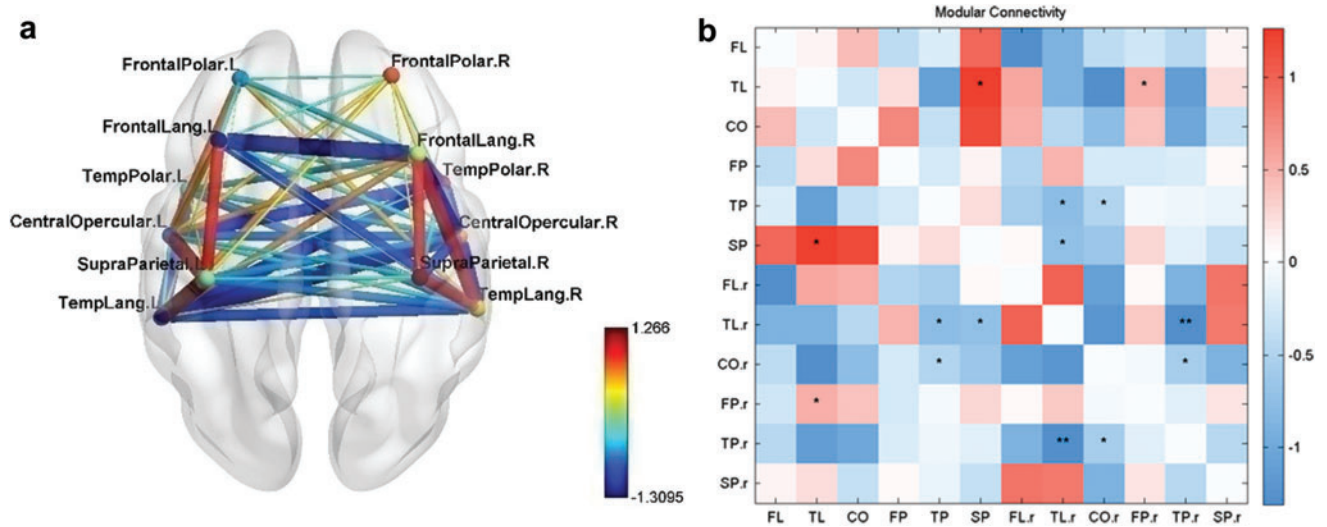 a
FrontalPolar.L
FrontalPolar.R
FrontalLang.L
FrontalLang.R
TempPolar.L
TempPolar.R
CentralOpercular.L
CentralOpercular.R
SupraParietal.L
SupraParietal.R
TempLang.L
TempLang.R
1.266
-1.3095
b
Modular Connectivity
FL
TL * *
CO
FP
TP * *
SP * *
FL.r
TL.r * * **
CO.r * *
FP.r *
TP.r ** *
SP.r
FL TL CO FP TP SP FL.r TL.r CO.r FP.r TP.r SP.r
1
0.5
0
-0.5
-1